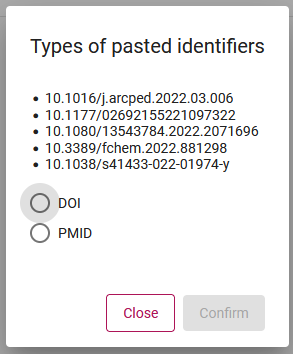 Types of pasted identifiers
• 10.1016/j.arcped.2022.03.006
• 10.1177/02692155221097322
• 10.1080/13543784.2022.2071696
• 10.3389/fchem.2022.881298
• 10.1038/s41433-022-01974-y
DOI
PMID
Close Confirm